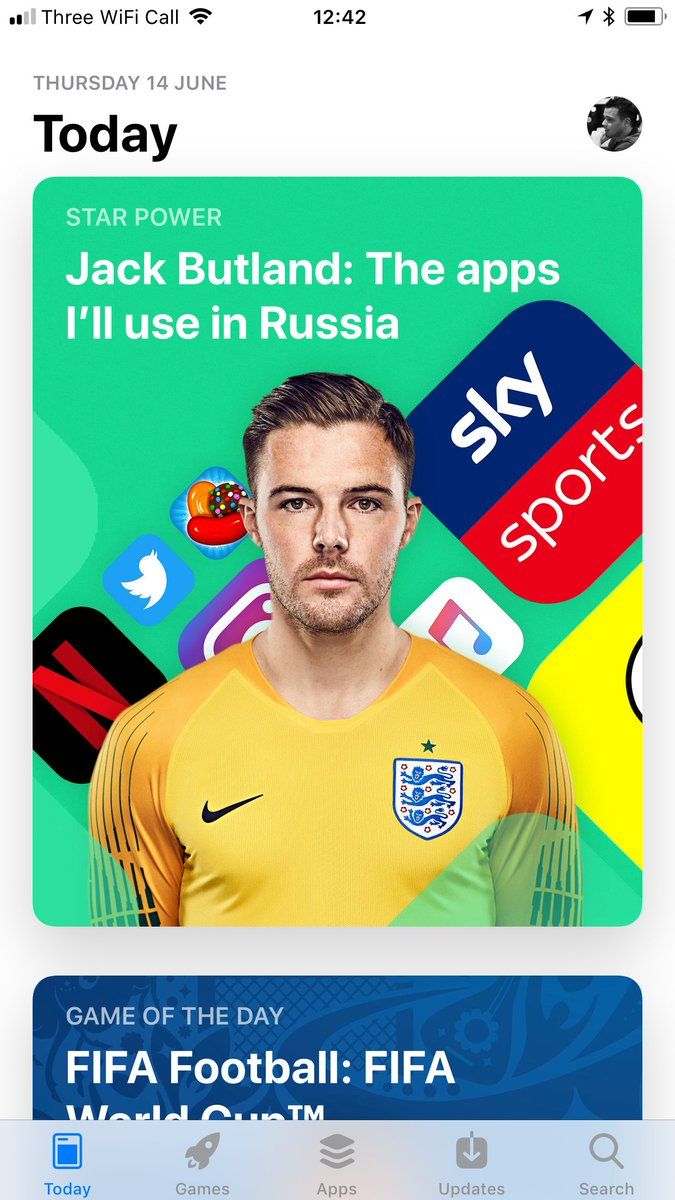 Three WiFi Call
12:42
THURSDAY 14 JUNE
Today
STAR POWER
Jack Butland: The apps
I’ll use in Russia
sky
sports
GAME OF THE DAY
FIFA Football: FIFA
World Cup™
Today
Games
Apps
Updates
Search